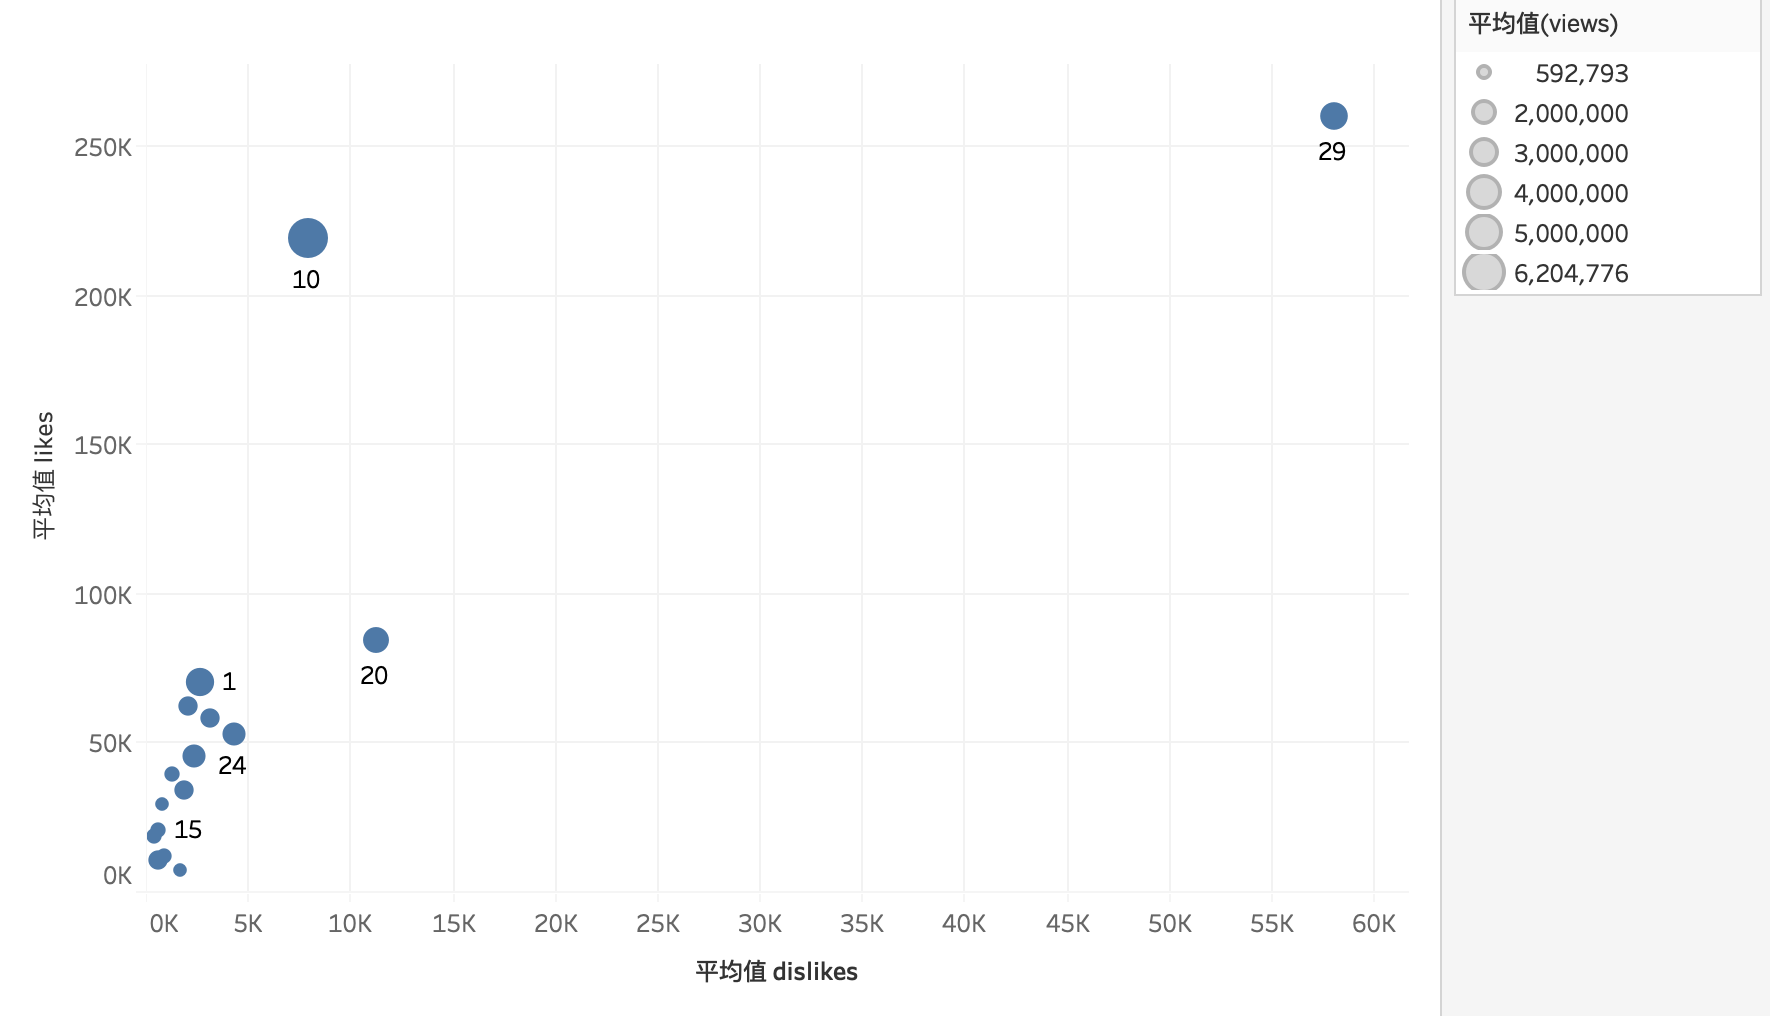 平均值(views)
592,793
2,000,000
3,000,000
4,000,000
5,000,000
6,204,776
平均值 likes
250K
200K
150K
100K
50K
0K
29
10
20
1
24
15
0K 5K 10K 15K 20K 25K 30K 35K 40K 45K 50K 55K 60K
平均值 dislikes